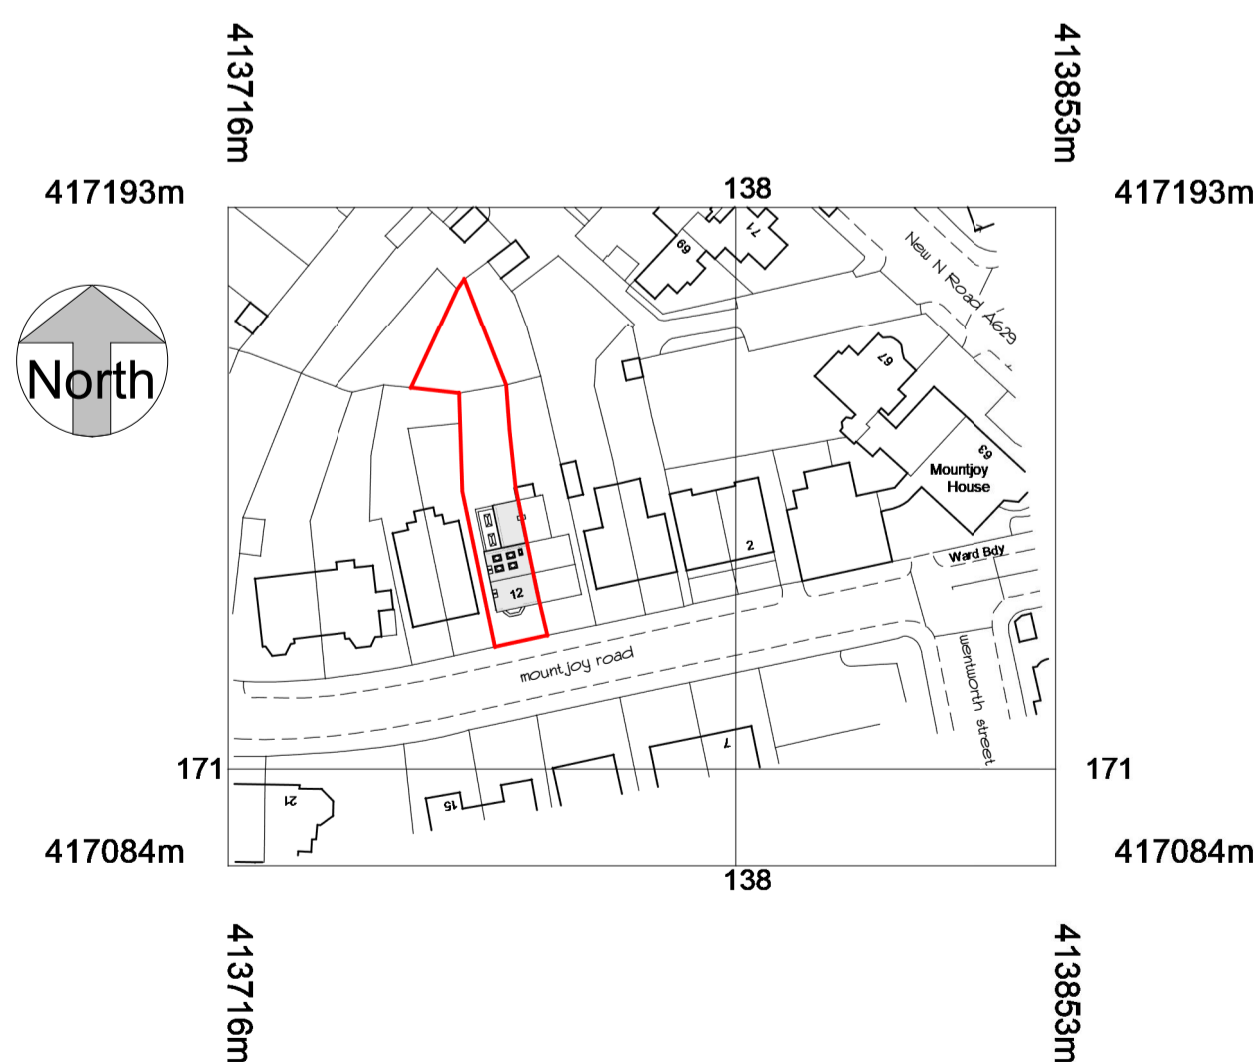 413716m
413853m
417193m
138
417193m
North
69
71
New N Road A629
67
63
Mountjoy
House
2
Ward Bdy
12
mountjoy road
wentworth street
7
171
171
21
15
417084m
417084m
138
413716m
413853m